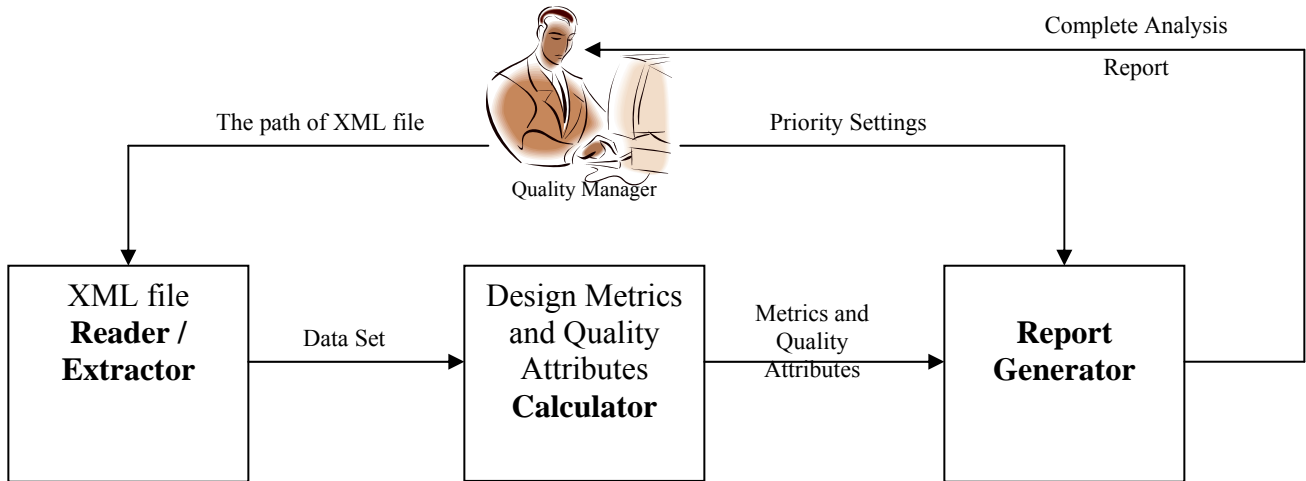 Complete Analysis
Report
The path of XML file
Priority Settings
Quality Manager
XML file
Reader /
Extractor
Data Set
Design Metrics
and Quality
Attributes
Calculator
Metrics and
Quality
Attributes
Report
Generator